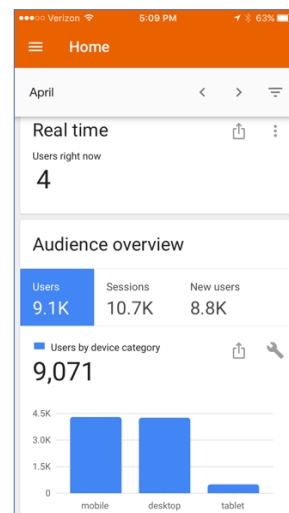 Verizon 5:09 PM 63%
Home
April
Real time
Users right now
4
Audience overview
Users Sessions New users
9.1K 10.7K 8.8K
Users by device category
9,071
4.5K
3.0K
1.5K
0
mobile desktop tablet